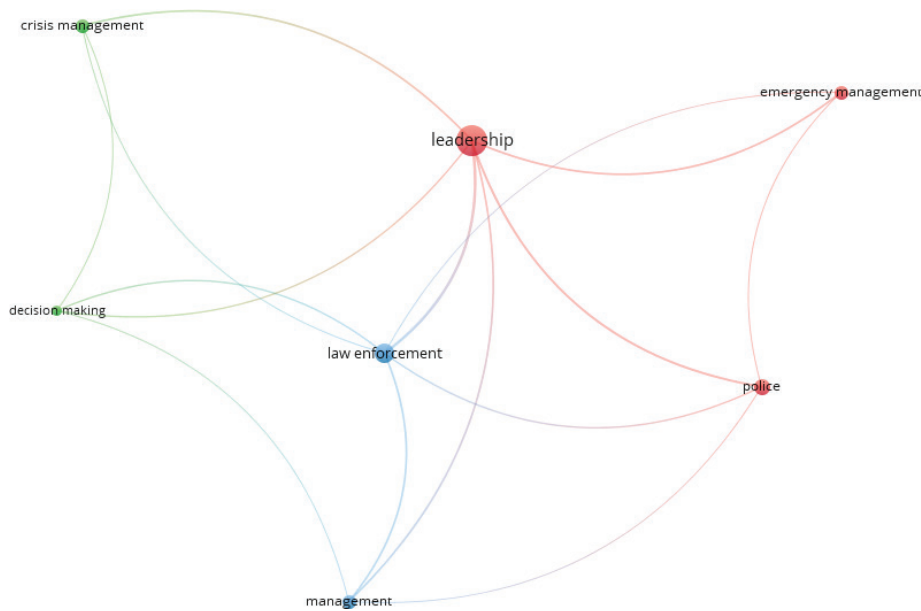 crisis management
emergency management
leadership
decision making
law enforcement
police
management